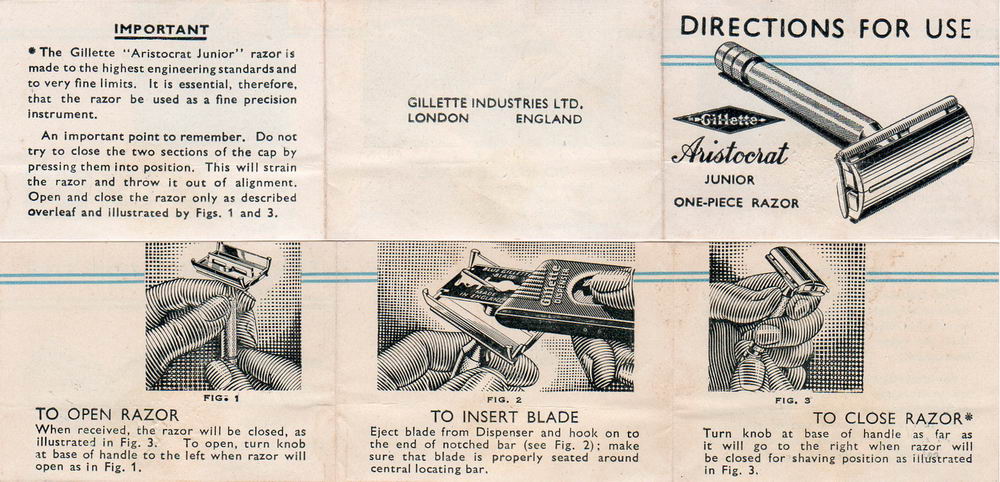 IMPORTANT
* The Gillette "Aristocrat Junior" razor is
made to the highest engineering standards and
to very fine limits. It is essential, therefore,
that the razor be used as a fine precision
instrument.
An important point to remember. Do not
try to close the two sections of the cap by
pressing them into position. This will strain
the razor and throw it out of alignment.
Open and close the razor only as described
overleaf and illustrated by Figs. 1 and 3.
GILLETTE INDUSTRIES LTD.
LONDON ENGLAND
DIRECTIONS FOR USE
Gillette
Aristocrat
JUNIOR
ONE-PIECE RAZOR
FIG. 1
TO OPEN RAZOR
When received, the razor will be closed, as
illustrated in Fig. 3. To open, turn knob
at base of handle to the left when razor will
open as in Fig. 1.
BLUE GILLETTE
BLADE
MADE
IN ENGLAND
Gillette
FIG. 2
TO INSERT BLADE
Eject blade from Dispenser and hook on to
the end of notched bar (see Fig. 2); make
sure that blade is properly seated around
central locating bar.
FIG. 3
TO CLOSE RAZOR*
Turn knob at base of handle as far as
it will go to the right when razor will
be closed for shaving position as illustrated
in Fig. 3.